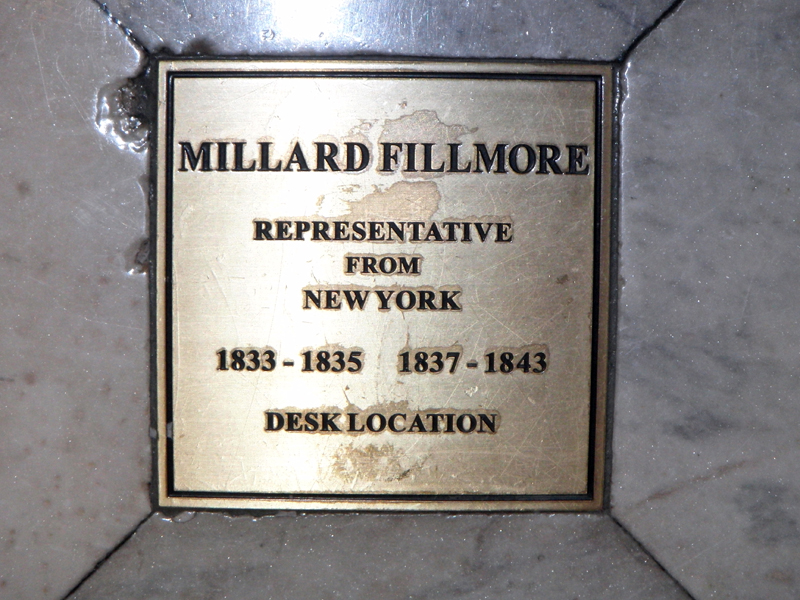 MILLARD FILLMORE
REPRESENTATIVE
FROM
NEW YORK
1833 - 1835 1837 - 1843
DESK LOCATION